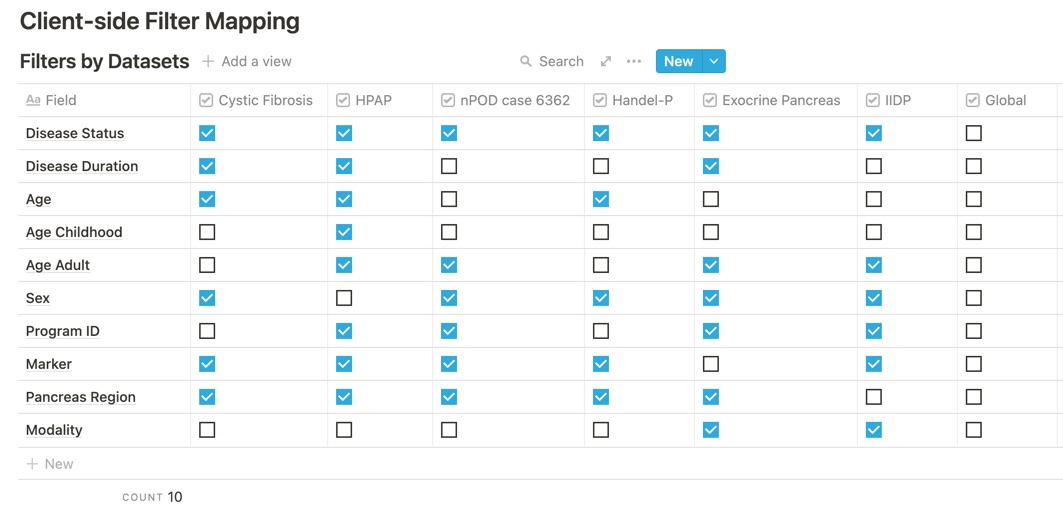 Client-side Filter Mapping
Filters by Datasets + Add a view Search New
Aa Field Cystic Fibrosis HPAP nPOD case 6362 Handel-P Exocrine Pancreas IIDP Global
Disease Status
Disease Duration
Age
Age Childhood
Age Adult
Sex
Program ID
Marker
Pancreas Region
Modality
+ New
COUNT 10